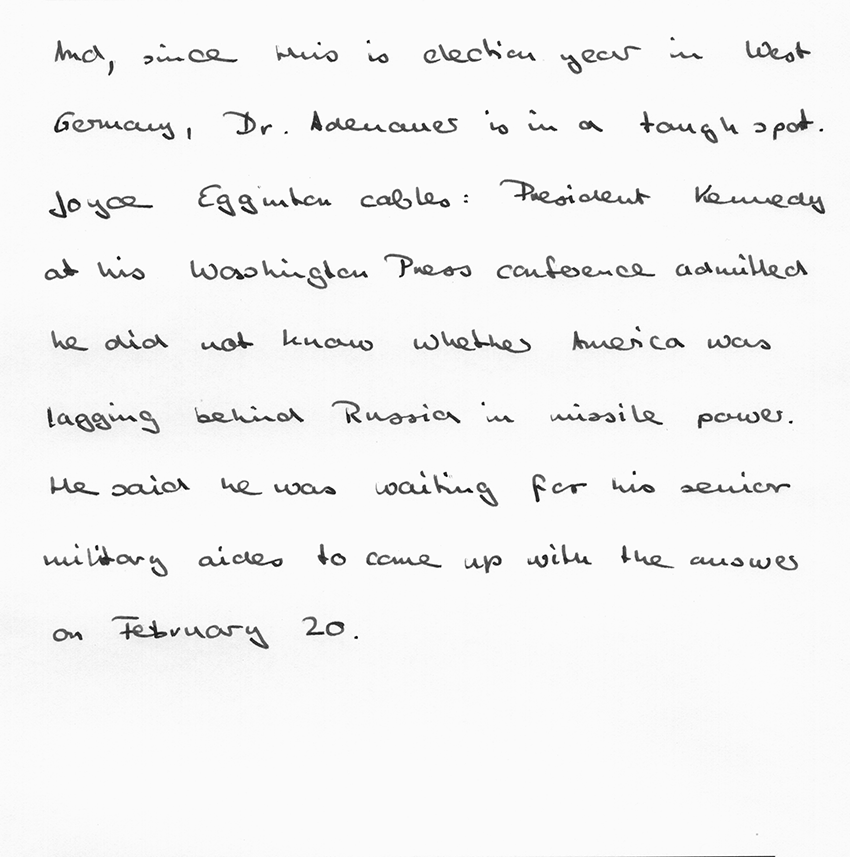 And, since this is election year in West
Germany, Dr. Adenauer is in a tough spot.
Joyce Egginton cables: President Kennedy
at his Washington Press conference admitted
he did not know whether America was
lagging behind Russia in missile power.
He said he was waiting for his senior
military aides to come up with the answer
on February 20.